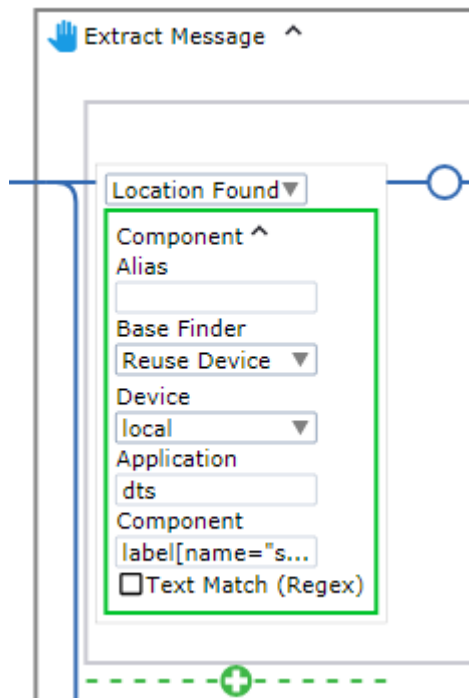 Extract Message
Location Found
Component
Alias
Base Finder
Reuse Device
Device
local
Application
dts
Component
label[name="s...
Text Match (Regex)